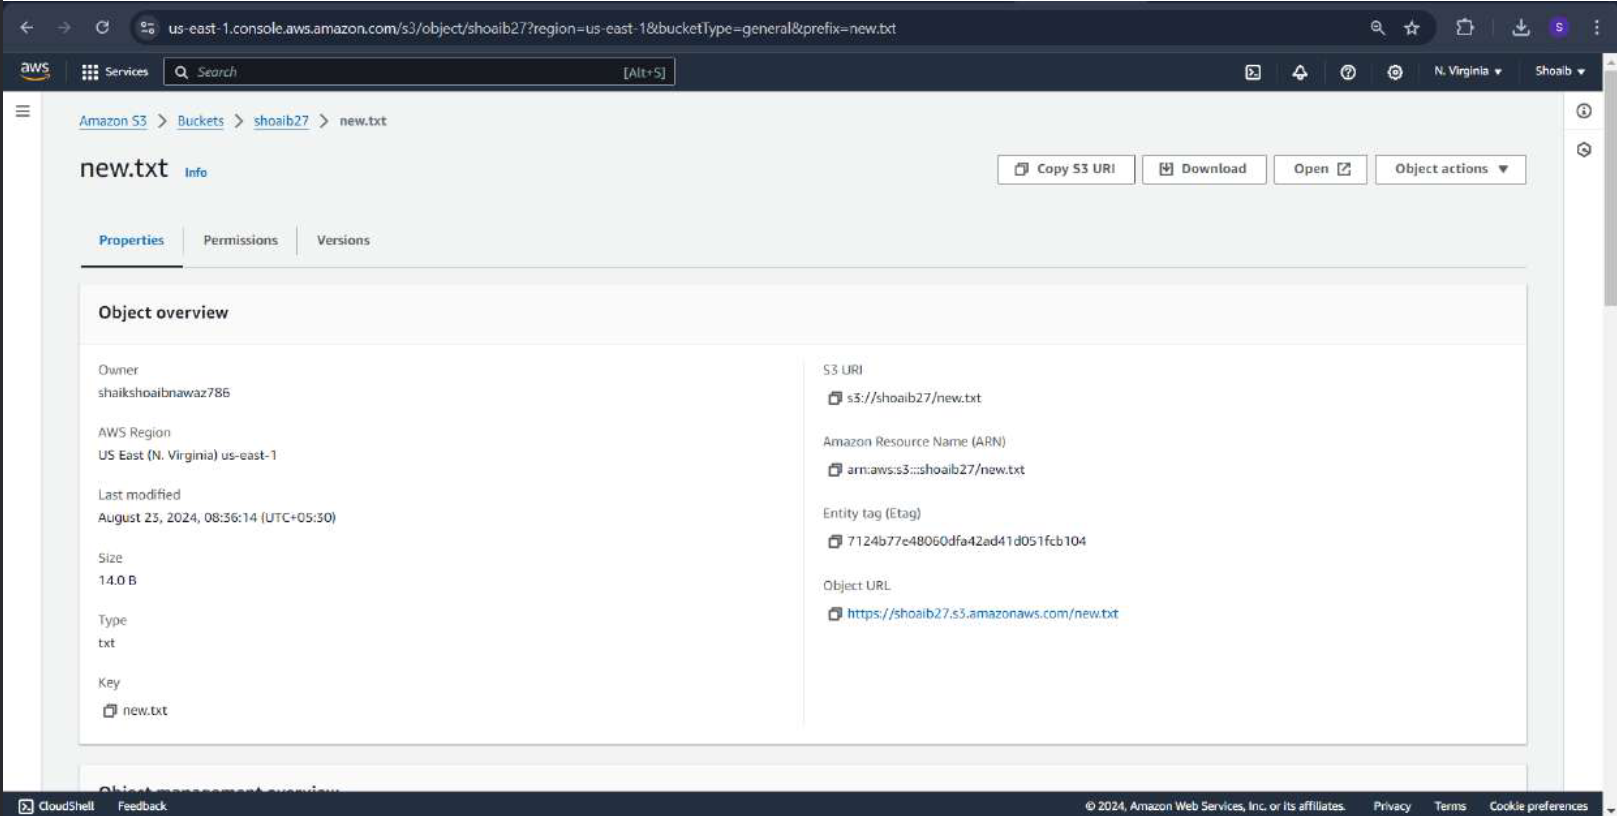 us-east-1.console.aws.amazon.com/s3/object/shoaib27?region=us-east-1&bucketType=general&prefix=new.txt
S
aws
Services
Search
[Alt+S]
N. Virginia
Shoaib
Amazon S3 > Buckets > shoaib27 > new.txt
new.txt Info
Copy S3 URI
Download
Open
Object actions
Properties
Permissions
Versions
Object overview
Owner
shaikshoaibnawaz786
AWS Region
US East (N. Virginia) us-east-1
Last modified
August 23, 2024, 08:36:14 (UTC+05:30)
Size
14.0 B
Type
txt
Key
new.txt
S3 URI
s3://shoaib27/new.txt
Amazon Resource Name (ARN)
arn:aws:s3:::shoaib27/new.txt
Entity tag (Etag)
7124b77e48060dfa42ad41d051fcb104
Object URL
https://shoaib27.s3.amazonaws.com/new.txt
Object management overview
CloudShell
Feedback
© 2024, Amazon Web Services, Inc. or its affiliates.
Privacy
Terms
Cookie preferences